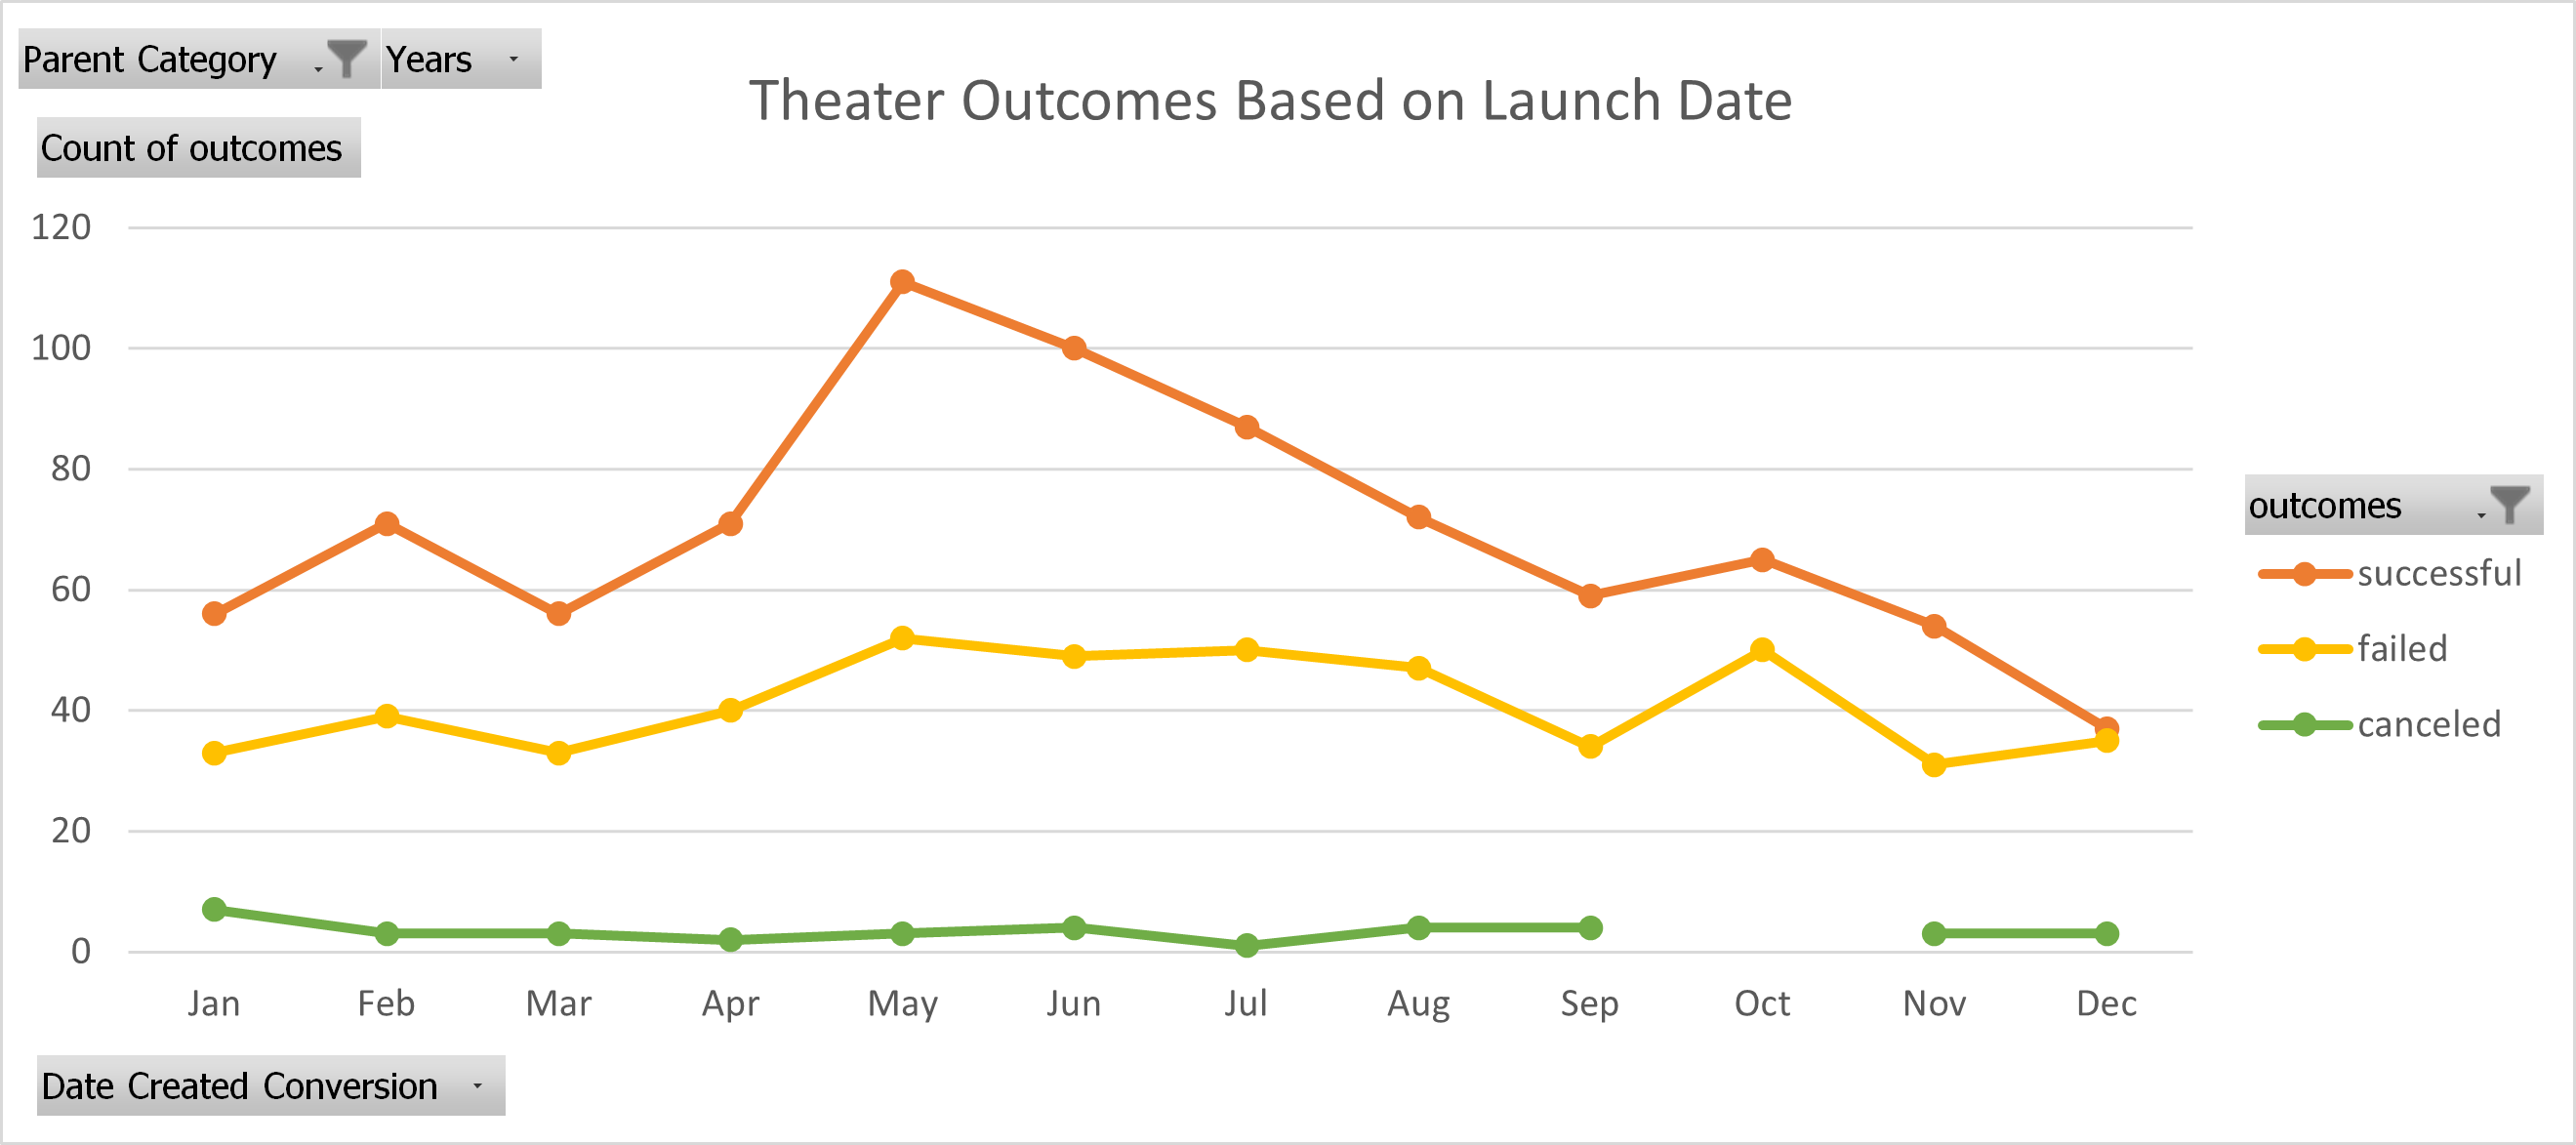 Parent Category Years
Theater Outcomes Based on Launch Date
Count of outcomes
120
100
80
60
40
20
0
Jan Feb Mar Apr May Jun Jul Aug Sep Oct Nov Dec
outcomes
successful
failed
canceled
Date Created Conversion